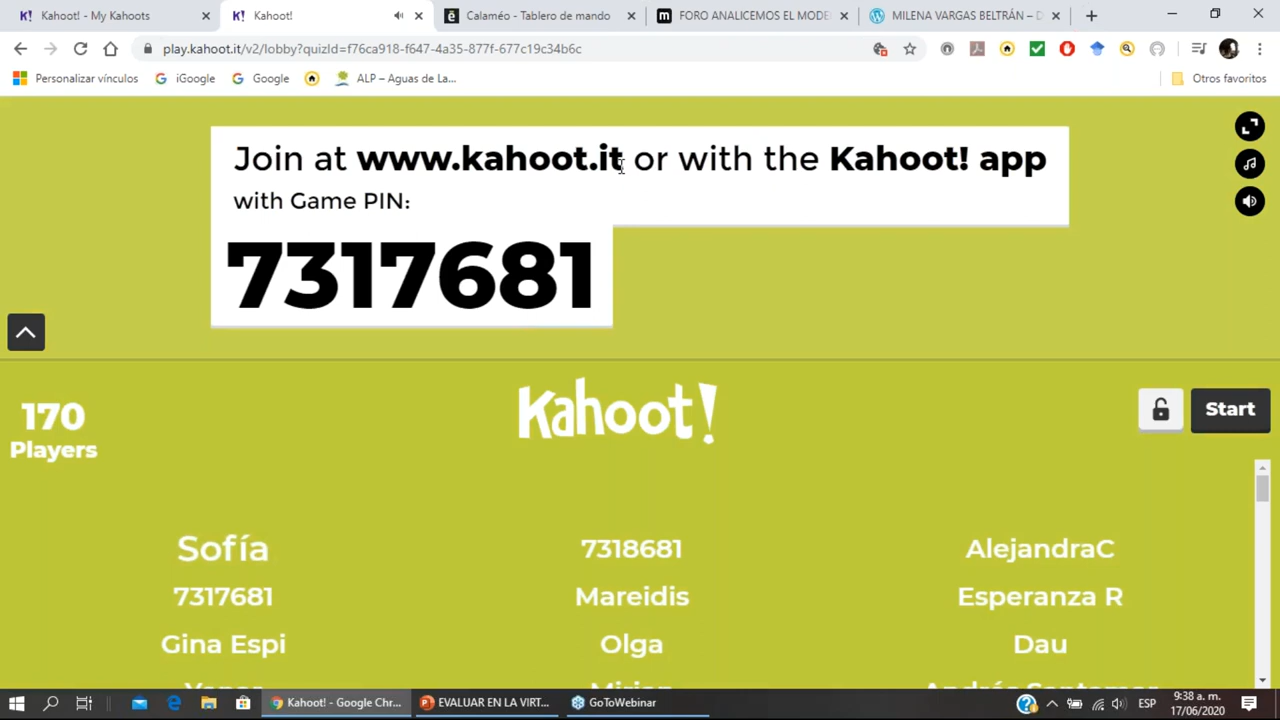 Kahoot! - My Kahoots
Kahoot!
Calaméo - Tablero de mando
FORO ANALICEMOS EL MODE
MILENA VARGAS BELTRÁN – D
play.kahoot.it/v2/lobby?quizId=f76ca918-f647-4a35-877f-677c19c34b6c
Personalizar vínculos
iGoogle
Google
ALP – Aguas de La...
Otros favoritos
Join at www.kahoot.it or with the Kahoot! app
with Game PIN:
7317681
170
Players
Kahoot!
Start
Sofía
7318681
AlejandraC
7317681
Mareidis
Esperanza R
Gina Espi
Olga
Dau
Kahoot! - Google Chr...
EVALUAR EN LA VIRT...
GoToWebinar
ESP
9:38 a. m.
17/06/2020